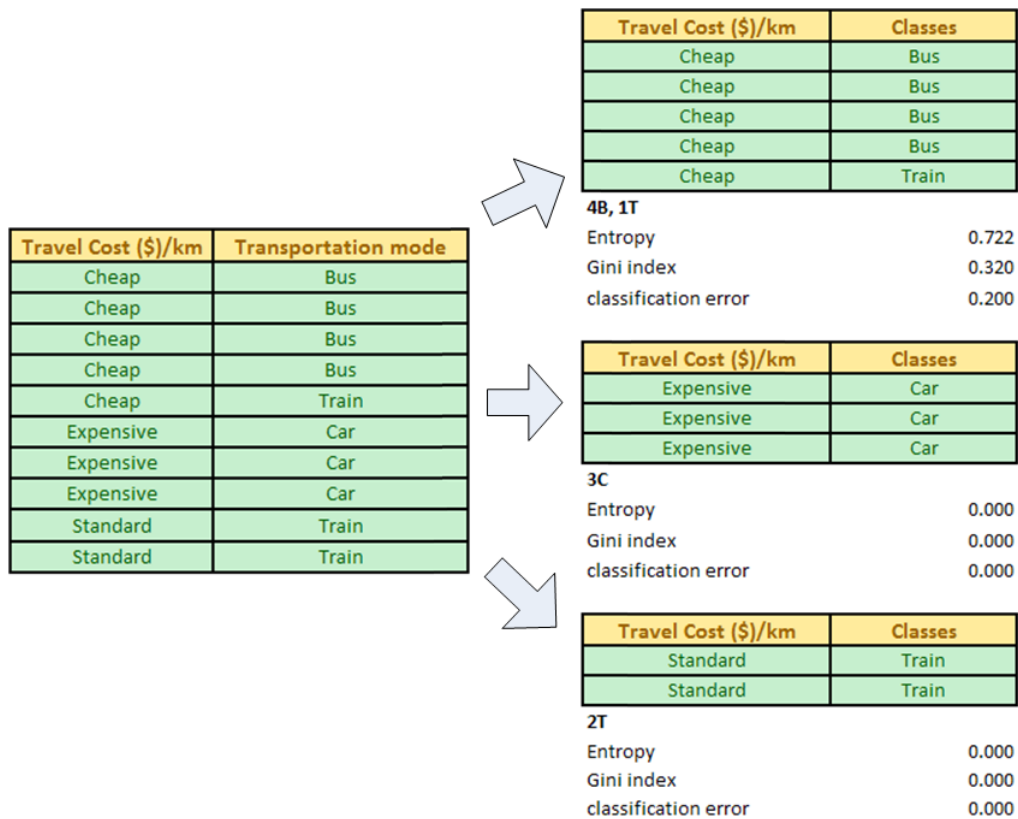 Travel Cost ($)/km Transportation mode
Cheap Bus
Cheap Bus
Cheap Bus
Cheap Bus
Cheap Train
Expensive Car
Expensive Car
Expensive Car
Standard Train
Standard Train
Travel Cost ($)/km Classes
Cheap Bus
Cheap Bus
Cheap Bus
Cheap Bus
Cheap Train
4B, 1T
Entropy 0.722
Gini index 0.320
classification error 0.200
Travel Cost ($)/km Classes
Expensive Car
Expensive Car
Expensive Car
3C
Entropy 0.000
Gini index 0.000
classification error 0.000
Travel Cost ($)/km Classes
Standard Train
Standard Train
2T
Entropy 0.000
Gini index 0.000
classification error 0.000